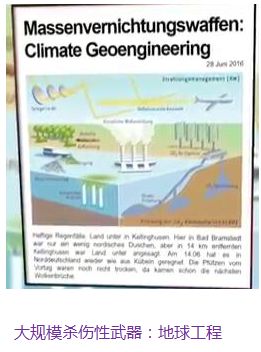 Massenvernichtungswaffen:
Climate Geoengineering
28 Juni 2016
Heftige Regenfälle. Land unter in Kellinghusen. Hier in Bad Bramstedt
war nur ein wenig nordisches Duschen, aber in 14 km entfernten
Kellinghusen war Land unter angesagt. Am 14.06 hat es in
Norddeutschland wieder wie aus Kübeln geregnet. Die Pfützen vom
Vortag waren noch nicht trocken, da kamen schon die nächsten
Wolkenbrüche.
大规模杀伤性武器：地球工程